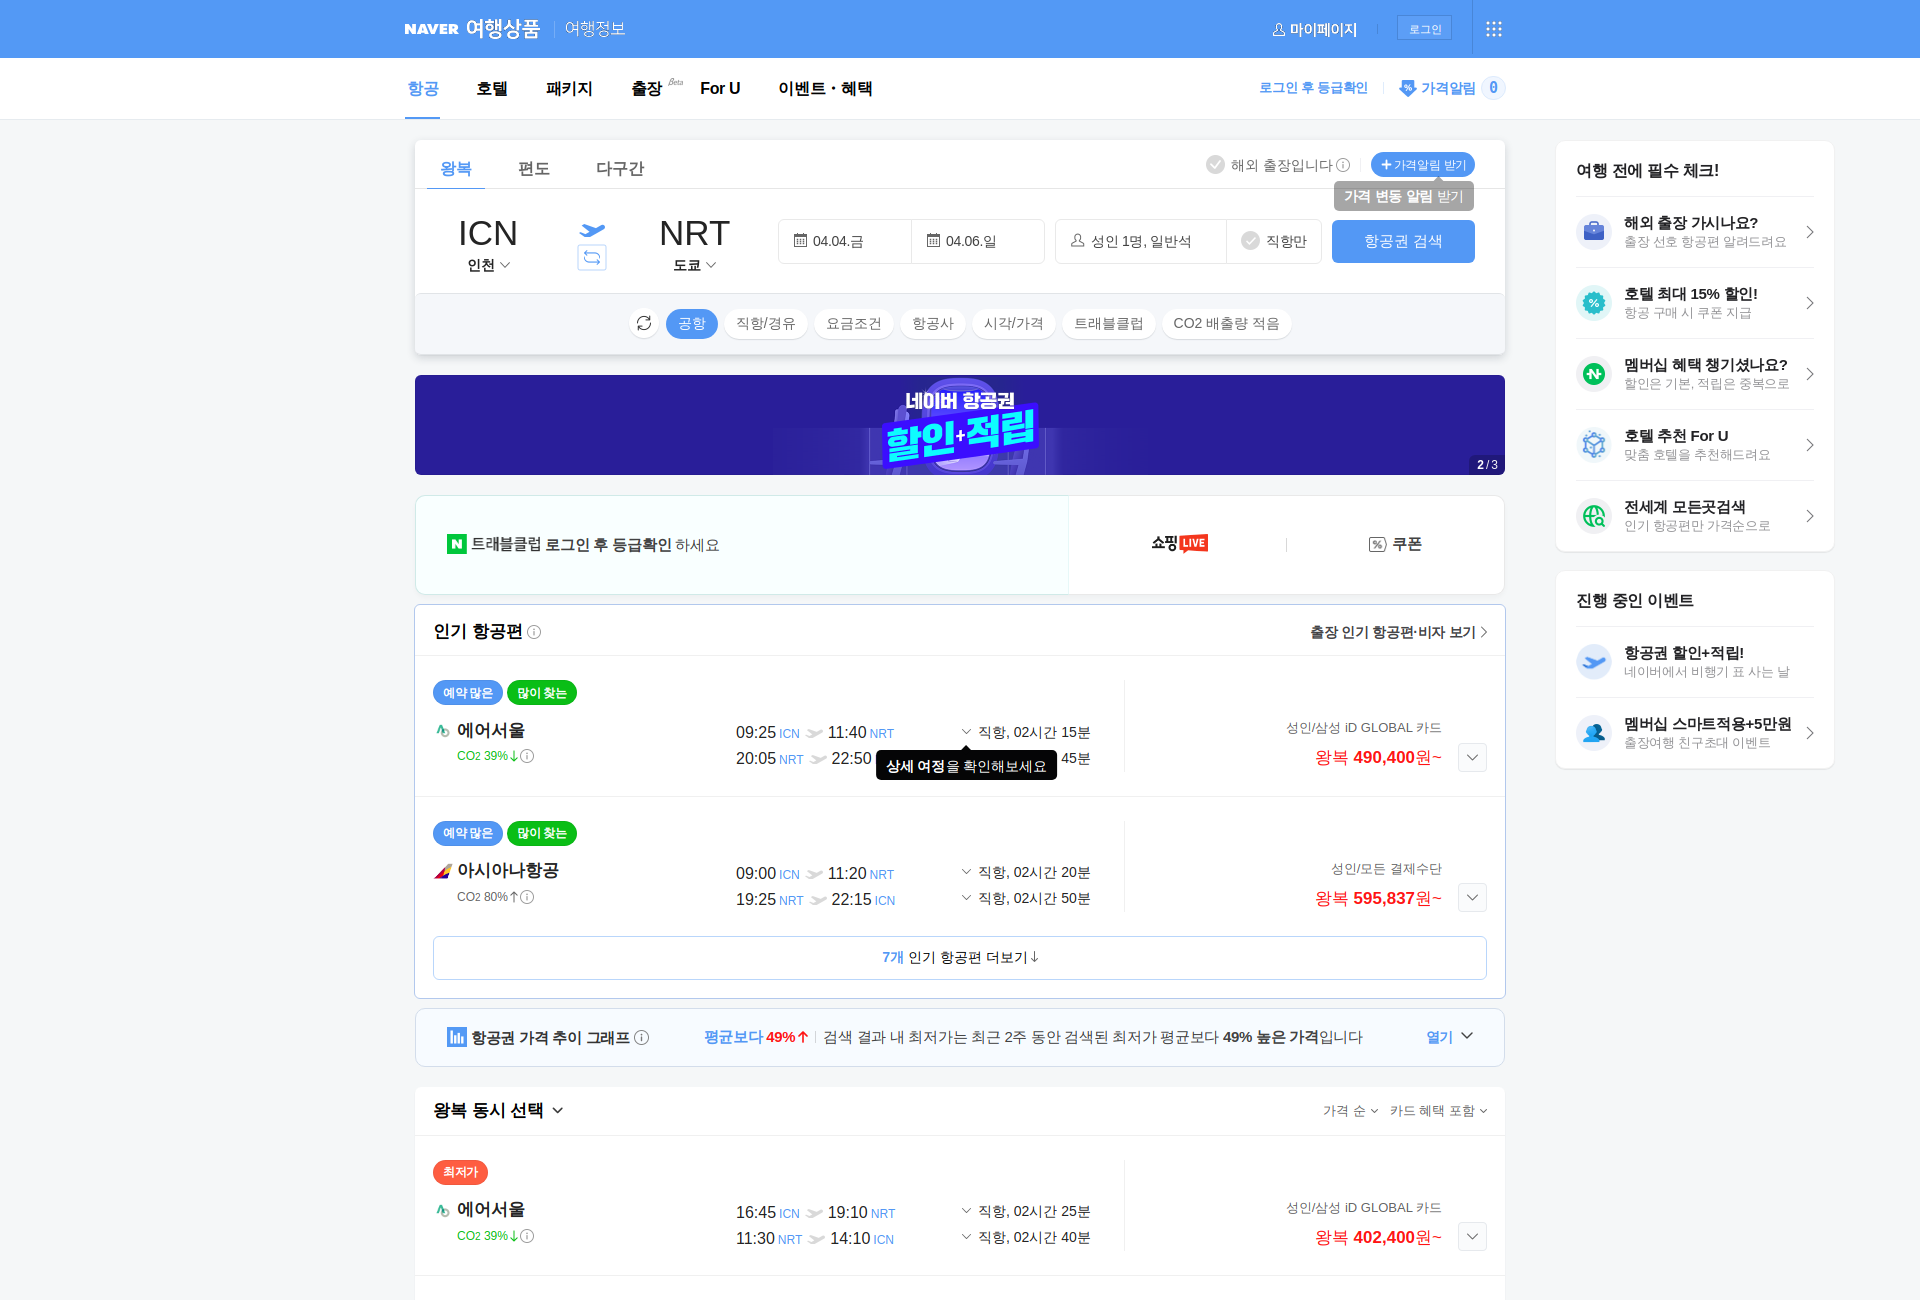 NAVER 여행상품 여행정보 마이페이지 로그인
항공 호텔 패키지 출장 Beta For U 이벤트・혜택 로그인 후 등급확인 가격알림 0
왕복 편도 다구간 해외 출장입니다 가격알림 받기
가격 변동 알림 받기
ICN NRT 04.04.금 04.06.일 성인 1명, 일반석 직항만 항공권 검색
인천 도쿄
공항 직항/경유 요금조건 항공사 시각/가격 트래블클럽 CO2 배출량 적음
네이버 항공권
할인+적립
2/3
트래블클럽 로그인 후 등급확인 하세요 쇼핑LIVE 쿠폰
인기 항공편 출장 인기 항공편·비자 보기
예약 많은 많이 찾는
에어서울 09:25 ICN 11:40 NRT 직항, 02시간 15분 성인/삼성 iD GLOBAL 카드
CO2 39%↓ 20:05 NRT 22:50 45분 왕복 490,400원~
상세 여정을 확인해보세요
예약 많은 많이 찾는
아시아나항공 09:00 ICN 11:20 NRT 직항, 02시간 20분 성인/모든 결제수단
CO2 80%↑ 19:25 NRT 22:15 ICN 직항, 02시간 50분 왕복 595,837원~
7개 인기 항공편 더보기↓
항공권 가격 추이 그래프 평균보다 49%↑ 검색 결과 내 최저가는 최근 2주 동안 검색된 최저가 평균보다 49% 높은 가격입니다 열기
왕복 동시 선택 가격 순 카드 혜택 포함
최저가
에어서울 16:45 ICN 19:10 NRT 직항, 02시간 25분 성인/삼성 iD GLOBAL 카드
CO2 39%↓ 11:30 NRT 14:10 ICN 직항, 02시간 40분 왕복 402,400원~
여행 전에 필수 체크!
해외 출장 가시나요?
출장 선호 항공편 알려드려요
호텔 최대 15% 할인!
항공 구매 시 쿠폰 지급
멤버십 혜택 챙기셨나요?
할인은 기본, 적립은 중복으로
호텔 추천 For U
맞춤 호텔을 추천해드려요
전세계 모든곳검색
인기 항공편만 가격순으로
진행 중인 이벤트
항공권 할인+적립!
네이버에서 비행기 표 사는 날
멤버십 스마트적용+5만원
출장여행 친구초대 이벤트